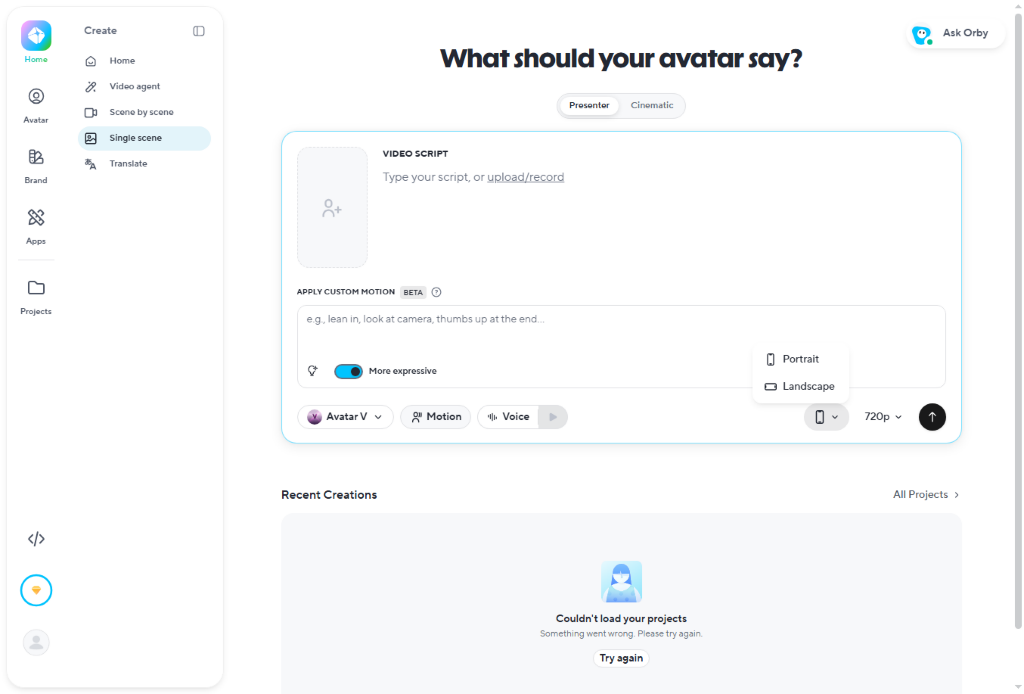 Home
Avatar
Brand
Apps
Projects
Create
Home
Video agent
Scene by scene
Single scene
Translate
Ask Orby
What should your avatar say?
Presenter
Cinematic
VIDEO SCRIPT
Type your script, or upload/record
APPLY CUSTOM MOTION BETA ?
e.g., lean in, look at camera, thumbs up at the end...
More expressive
Portrait
Landscape
V Avatar V
Motion
Voice
720p
Recent Creations
All Projects
Couldn't load your projects
Something went wrong. Please try again.
Try again